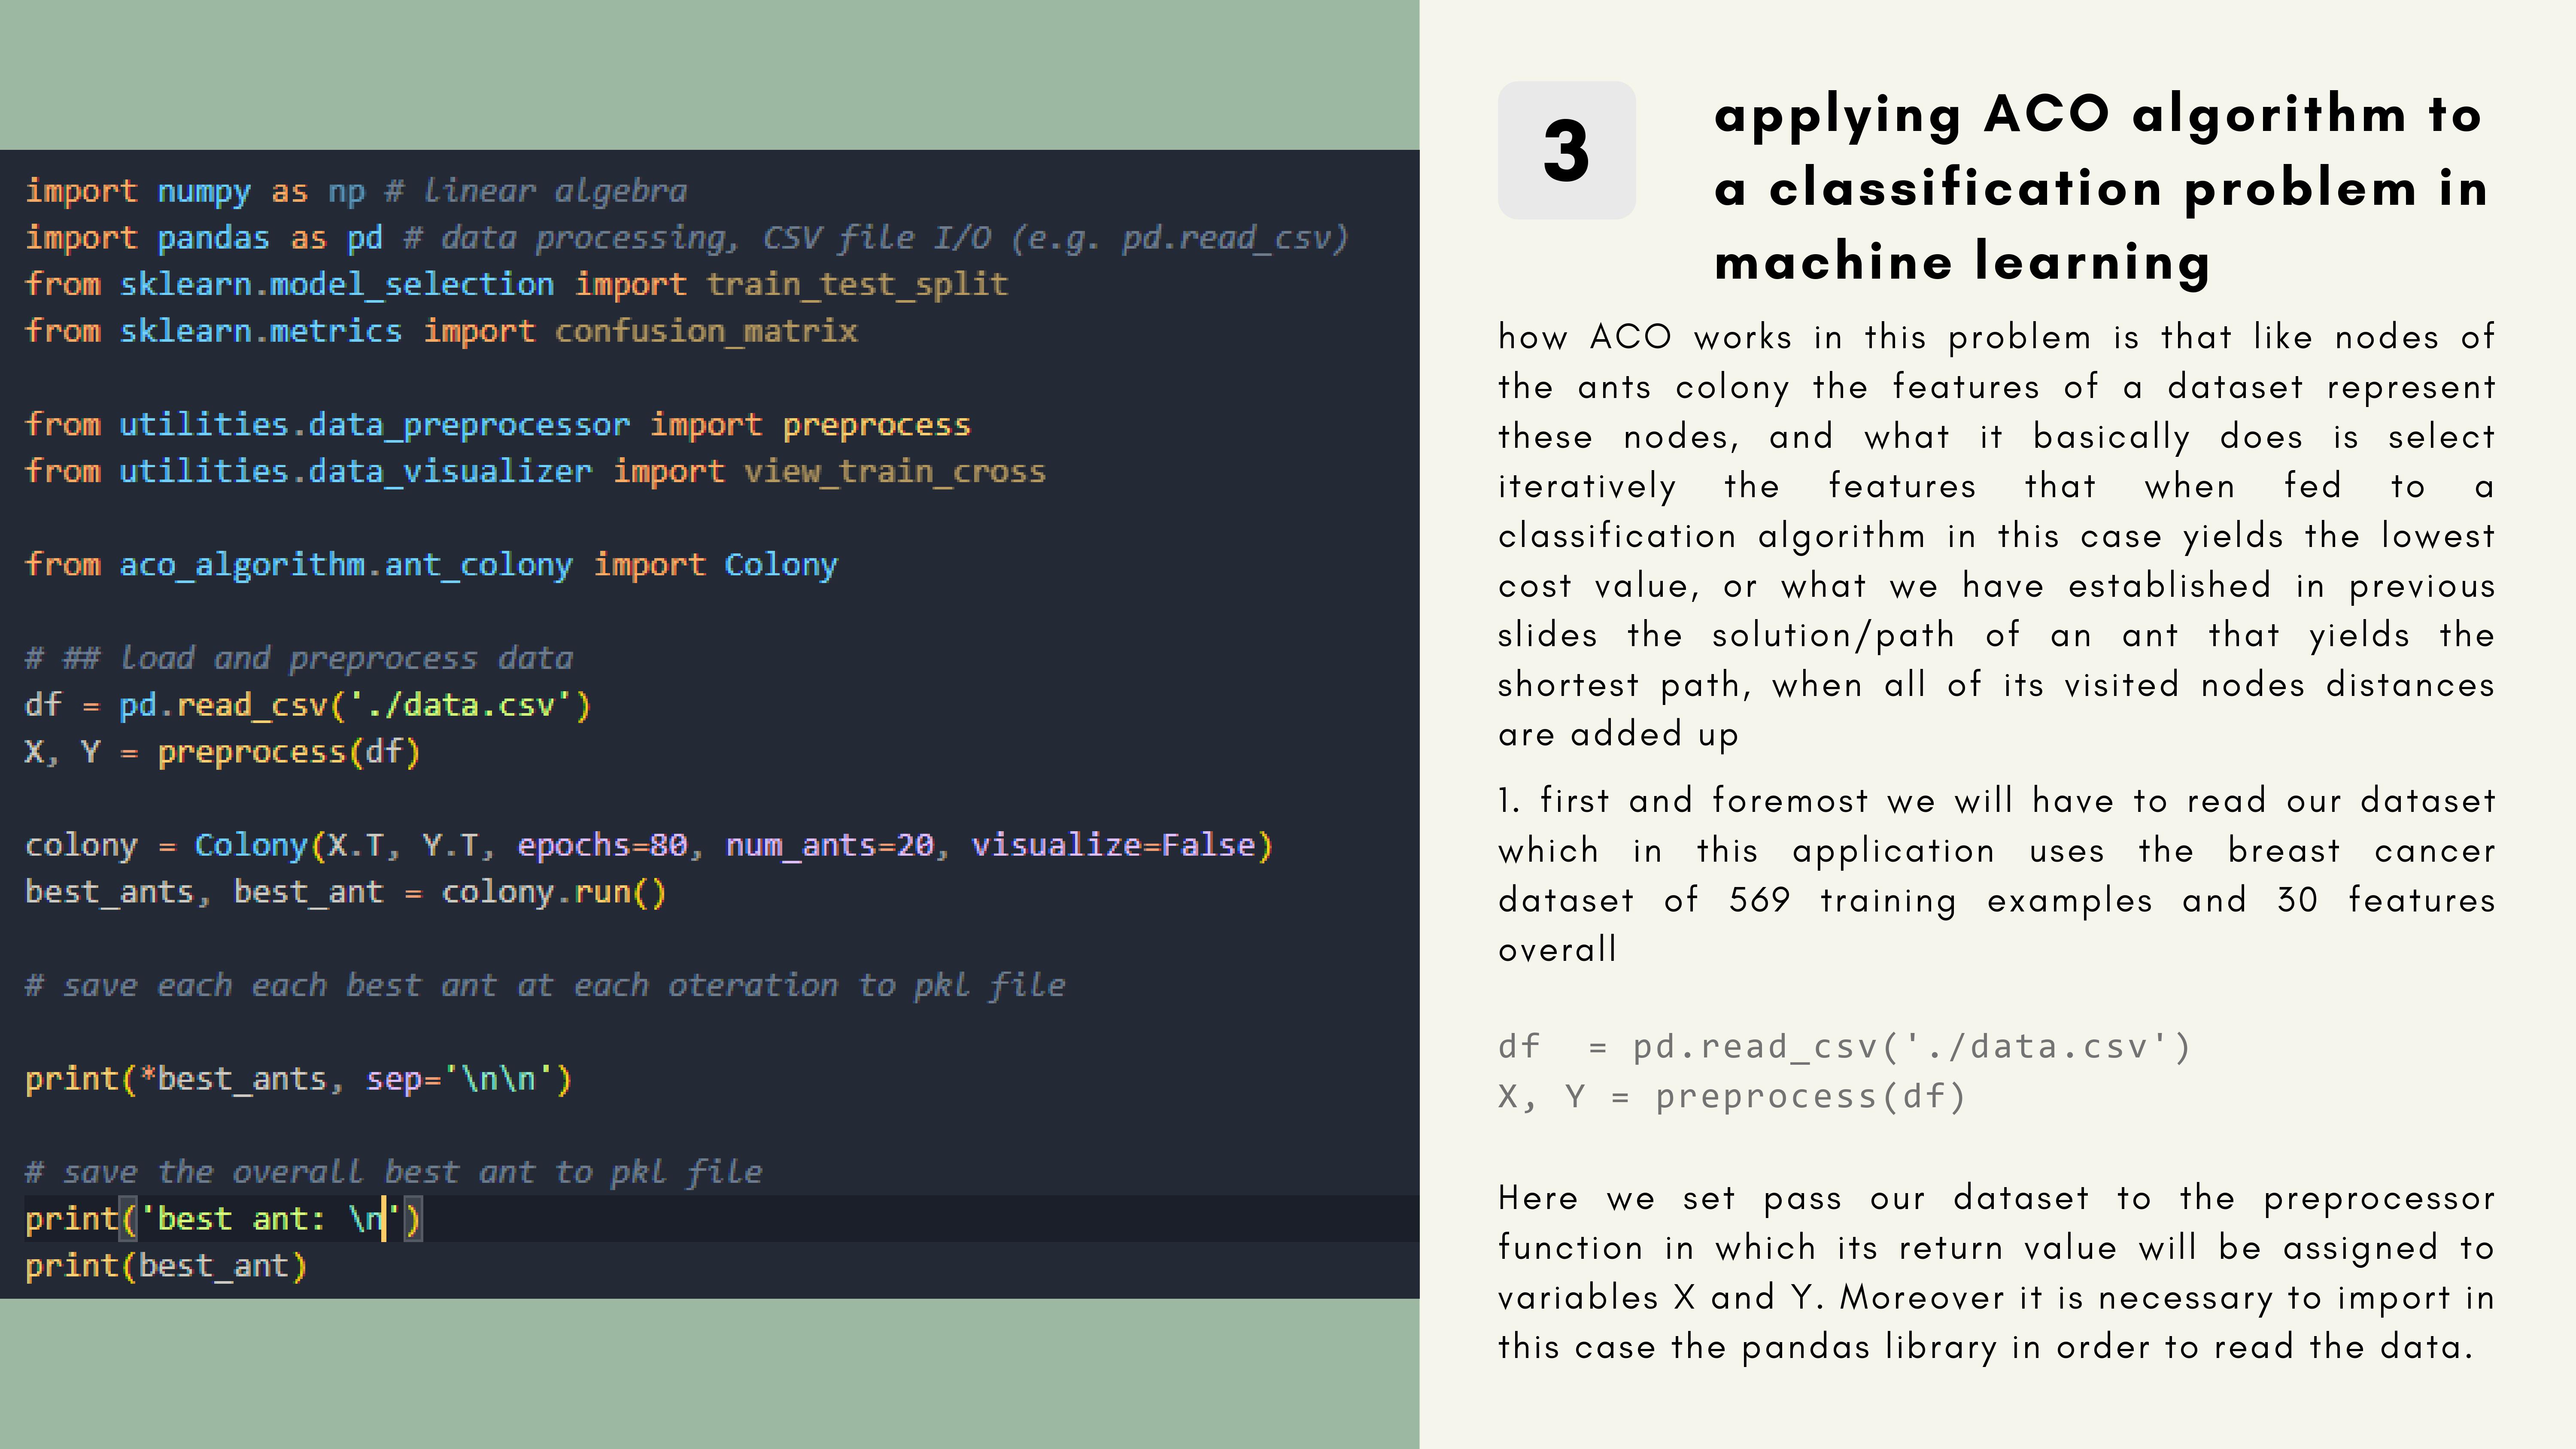 import numpy as np # linear algebra
import pandas as pd # data processing, CSV file I/O (e.g. pd.read_csv)
from sklearn.model_selection import train_test_split
from sklearn.metrics import confusion_matrix
from utilities.data_preprocessor import preprocess
from utilities.data_visualizer import view_train_cross
from aco_algorithm.ant_colony import Colony
# ## load and preprocess data
df = pd.read_csv('./data.csv')
X, Y = preprocess(df)
colony = Colony(X.T, Y.T, epochs=80, num_ants=20, visualize=False)
best_ants, best_ant = colony.run()
# save each each best ant at each oteration to pkl file
print(*best_ants, sep='\n\n')
# save the overall best ant to pkl file
print('best ant: \n')
print(best_ant)
3
applying ACO algorithm to
a classification problem in
machine learning
how ACO works in this problem is that like nodes of
the ants colony the features of a dataset represent
these nodes, and what it basically does is select
iteratively the features that when fed to a
classification algorithm in this case yields the lowest
cost value, or what we have established in previous
slides the solution/path of an ant that yields the
shortest path, when all of its visited nodes distances
are added up
1. first and foremost we will have to read our dataset
which in this application uses the breast cancer
dataset of 569 training examples and 30 features
overall
df  = pd.read_csv('./data.csv')
X, Y = preprocess(df)
Here we set pass our dataset to the preprocessor
function in which its return value will be assigned to
variables X and Y. Moreover it is necessary to import in
this case the pandas library in order to read the data.